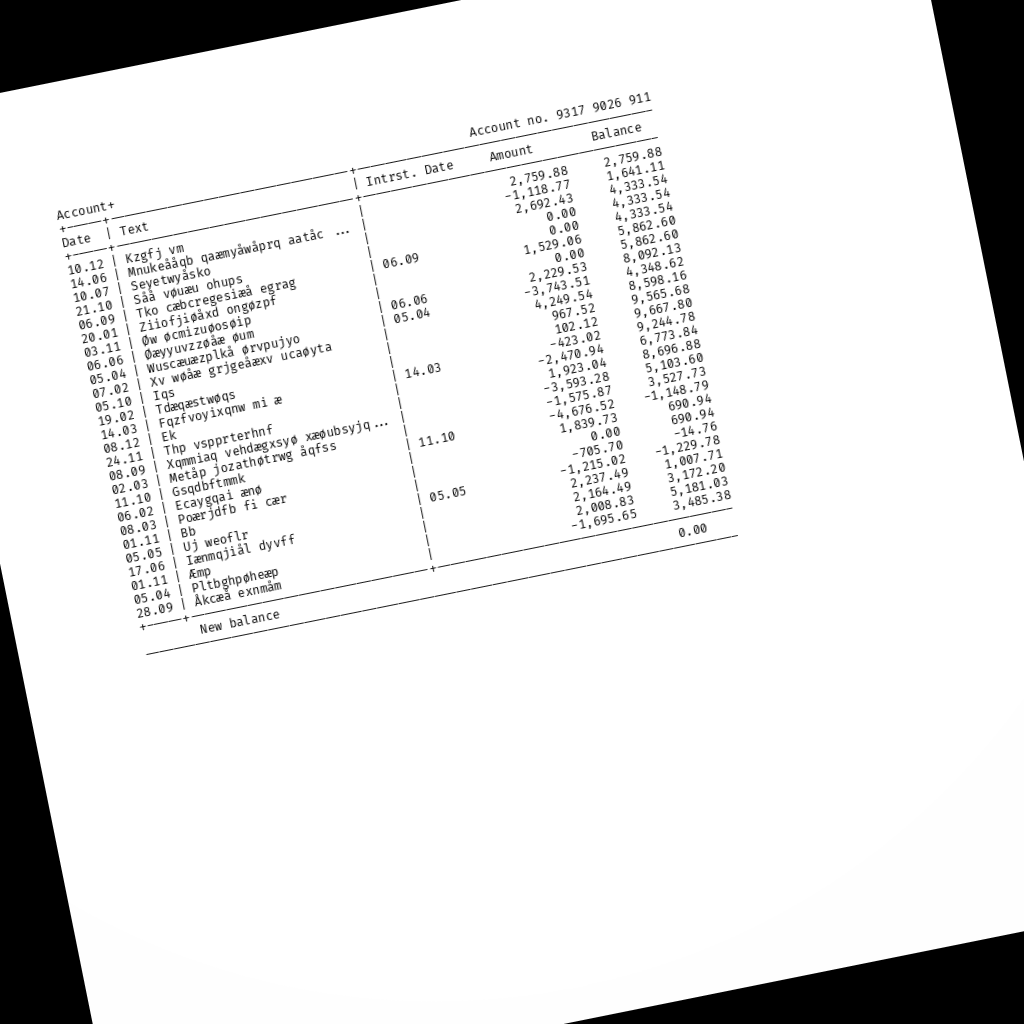 Account no. 9317 9026 911
Account+
Date | Text | Intrst. Date Amount Balance
10.12 | Kzgfj vm | 2,759.88 2,759.88
14.06 | Mnukeååqb qaæmyåwåprq aatåc ... | -1,118.77 1,641.11
10.07 | Seyetwyåsko | 2,692.43 4,333.54
21.10 | Såå vøuæu ohups | 0.00 4,333.54
06.09 | Tko cæbcregesiæå egrag | 06.09 0.00 4,333.54
20.01 | Ziiofjiøåxd ongøzpf | 1,529.06 5,862.60
03.11 | Øw øcmizuøosøip | 0.00 5,862.60
06.06 | Øæyyuvzzøåæ øum | 06.06 2,229.53 8,092.13
05.04 | Wuscæuæzplkå ørvpujyo | 05.04 -3,743.51 4,348.62
07.02 | Xv wøåæ grjgeåæxv ucaøyta | 4,249.54 8,598.16
05.10 | Iqs | 967.52 9,565.68
19.02 | Tdæqæstwøqs | 102.12 9,667.80
14.03 | Fqzfvoyixqnw mi æ | 14.03 -423.02 9,244.78
08.12 | Ek | -2,470.94 6,773.84
24.11 | Thp vspprterhnf | 1,923.04 8,696.88
08.09 | Xqmmiaq vehdægxsyø xæøubsyjq... | -3,593.28 5,103.60
02.03 | Metåp jozathøtrwg åqfss | -1,575.87 3,527.73
11.10 | Gsqdbftmmk | 11.10 -4,676.52 -1,148.79
06.02 | Ecaygqai ænø | 1,839.73 690.94
08.03 | Poærjdfb fi cær | 0.00 690.94
01.11 | Bb | -705.70 -14.76
05.05 | Uj weoflr | 05.05 -1,215.02 -1,229.78
17.06 | Iænmqjiål dyvff | 2,237.49 1,007.71
01.11 | Æmp | 2,164.49 3,172.20
05.04 | Pltbghpøheæp | 2,008.83 5,181.03
28.09 | Åkcæå exnmåm | -1,695.65 3,485.38
New balance 0.00